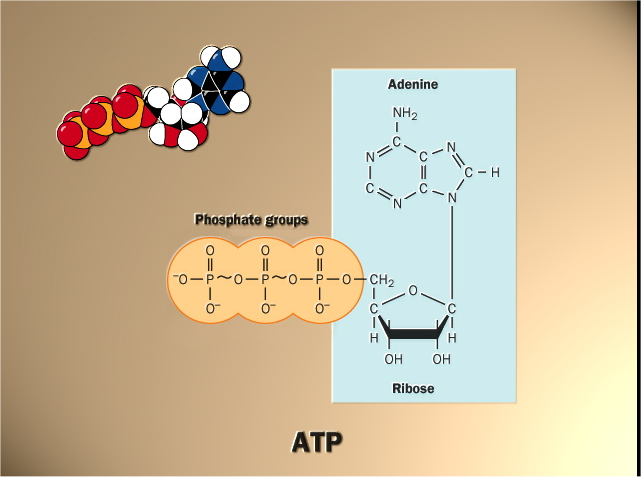 Adenine
NH₂
C
N
C
N
C
C
N
C – H
N
Phosphate groups
O
O
O
⁻O – P ~ O – P ~ O – P – O – CH₂
O⁻
O⁻
O⁻
O
C
C
H
H
OH
OH
Ribose
ATP